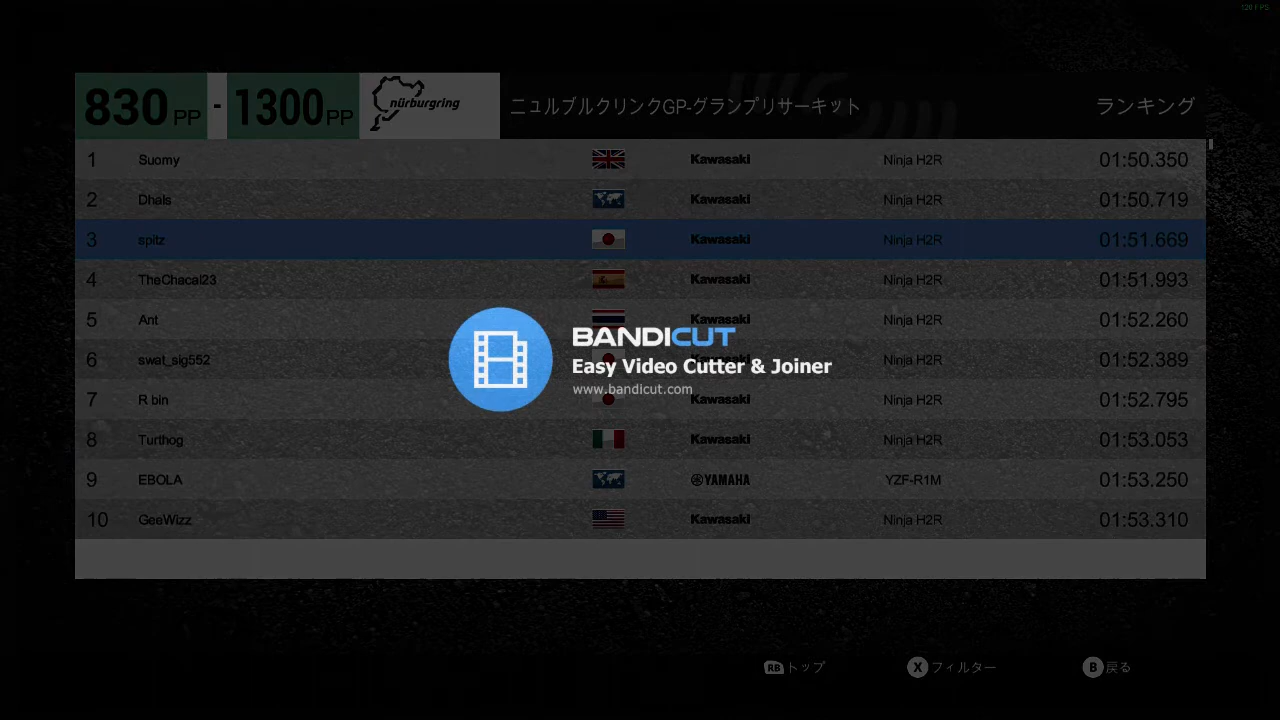 120 FPS
830 PP - 1300 PP nürburgring ニュルブルクリンクGP-グランプリサーキット ランキング
1 Suomy Kawasaki Ninja H2R 01:50.350
2 Dhals Kawasaki Ninja H2R 01:50.719
3 spitz Kawasaki Ninja H2R 01:51.669
4 TheChacal23 Kawasaki Ninja H2R 01:51.993
5 Ant Kawasaki Ninja H2R 01:52.260
BANDICUT
6 swat_sig552 Ninja H2R 01:52.389
Easy Video Cutter & Joiner
www.bandicut.com
7 R bin Kawasaki Ninja H2R 01:52.795
8 Turthog Kawasaki Ninja H2R 01:53.053
9 EBOLA YAMAHA YZF-R1M 01:53.250
10 GeeWizz Kawasaki Ninja H2R 01:53.310
RB トップ X フィルター B 戻る